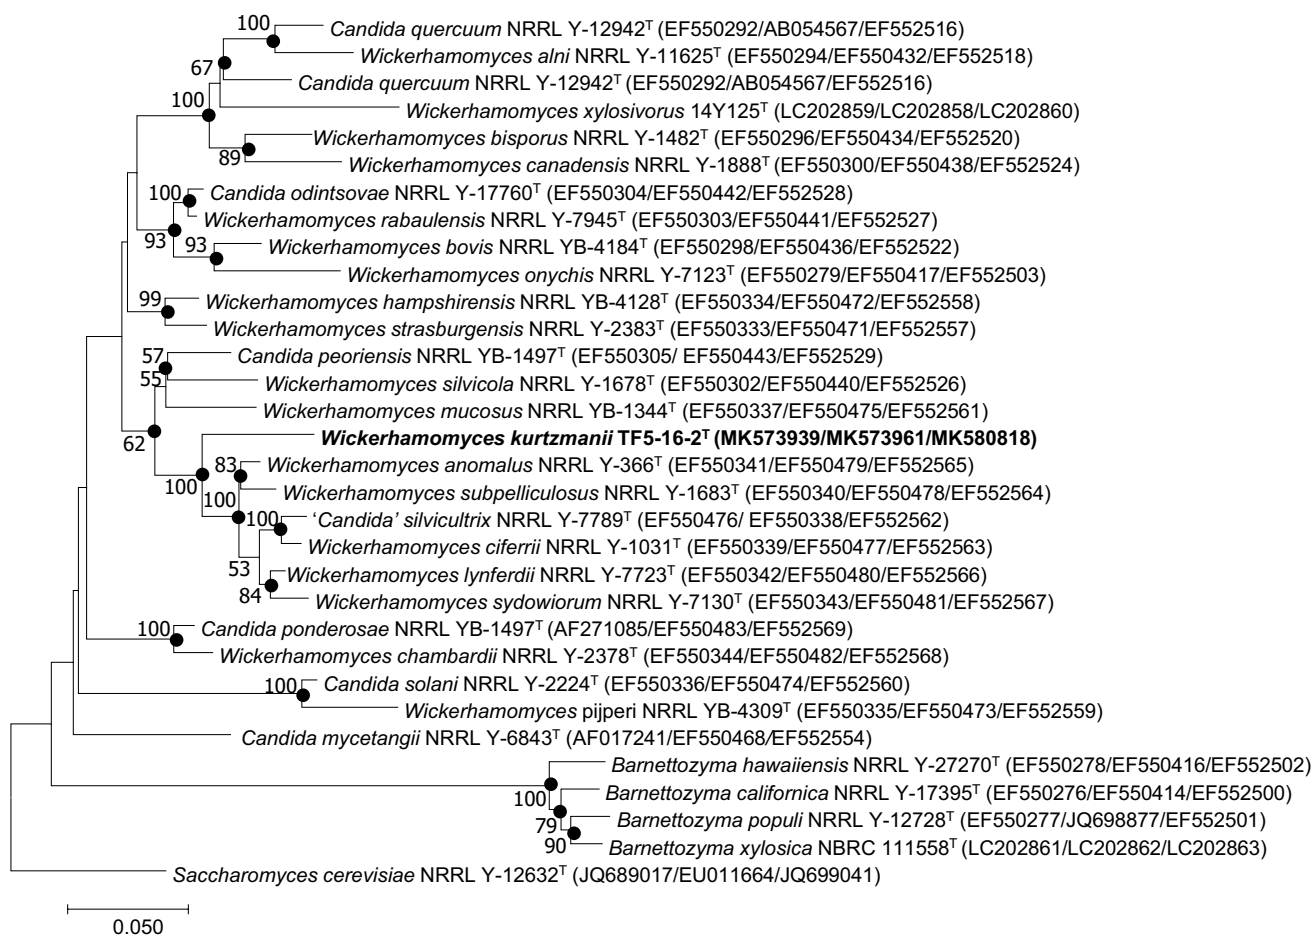 100
Candida quercuum NRRL Y-12942ᵀ (EF550292/AB054567/EF552516)
Wickerhamomyces alni NRRL Y-11625ᵀ (EF550294/EF550432/EF552518)
67
Candida quercuum NRRL Y-12942ᵀ (EF550292/AB054567/EF552516)
100
Wickerhamomyces xylosivorus 14Y125ᵀ (LC202859/LC202858/LC202860)
Wickerhamomyces bisporus NRRL Y-1482ᵀ (EF550296/EF550434/EF552520)
89
Wickerhamomyces canadensis NRRL Y-1888ᵀ (EF550300/EF550438/EF552524)
100
Candida odintsovae NRRL Y-17760ᵀ (EF550304/EF550442/EF552528)
Wickerhamomyces rabaulensis NRRL Y-7945ᵀ (EF550303/EF550441/EF552527)
93
93
Wickerhamomyces bovis NRRL YB-4184ᵀ (EF550298/EF550436/EF552522)
Wickerhamomyces onychis NRRL Y-7123ᵀ (EF550279/EF550417/EF552503)
99
Wickerhamomyces hampshirensis NRRL YB-4128ᵀ (EF550334/EF550472/EF552558)
Wickerhamomyces strasburgensis NRRL Y-2383ᵀ (EF550333/EF550471/EF552557)
57
Candida peoriensis NRRL YB-1497ᵀ (EF550305/ EF550443/EF552529)
55
Wickerhamomyces silvicola NRRL Y-1678ᵀ (EF550302/EF550440/EF552526)
Wickerhamomyces mucosus NRRL YB-1344ᵀ (EF550337/EF550475/EF552561)
62
Wickerhamomyces kurtzmanii TF5-16-2ᵀ (MK573939/MK573961/MK580818)
83
Wickerhamomyces anomalus NRRL Y-366ᵀ (EF550341/EF550479/EF552565)
100
100
Wickerhamomyces subpelliculosus NRRL Y-1683ᵀ (EF550340/EF550478/EF552564)
100
‘Candida’ silvicultrix NRRL Y-7789ᵀ (EF550476/ EF550338/EF552562)
Wickerhamomyces ciferrii NRRL Y-1031ᵀ (EF550339/EF550477/EF552563)
53
Wickerhamomyces lynferdii NRRL Y-7723ᵀ (EF550342/EF550480/EF552566)
84
Wickerhamomyces sydowiorum NRRL Y-7130ᵀ (EF550343/EF550481/EF552567)
100
Candida ponderosae NRRL YB-1497ᵀ (AF271085/EF550483/EF552569)
Wickerhamomyces chambardii NRRL Y-2378ᵀ (EF550344/EF550482/EF552568)
100
Candida solani NRRL Y-2224ᵀ (EF550336/EF550474/EF552560)
Wickerhamomyces pijperi NRRL YB-4309ᵀ (EF550335/EF550473/EF552559)
Candida mycetangii NRRL Y-6843ᵀ (AF017241/EF550468/EF552554)
Barnettozyma hawaiiensis NRRL Y-27270ᵀ (EF550278/EF550416/EF552502)
100
Barnettozyma californica NRRL Y-17395ᵀ (EF550276/EF550414/EF552500)
79
Barnettozyma populi NRRL Y-12728ᵀ (EF550277/JQ698877/EF552501)
90
Barnettozyma xylosica NBRC 111558ᵀ (LC202861/LC202862/LC202863)
Saccharomyces cerevisiae NRRL Y-12632ᵀ (JQ689017/EU011664/JQ699041)
0.050